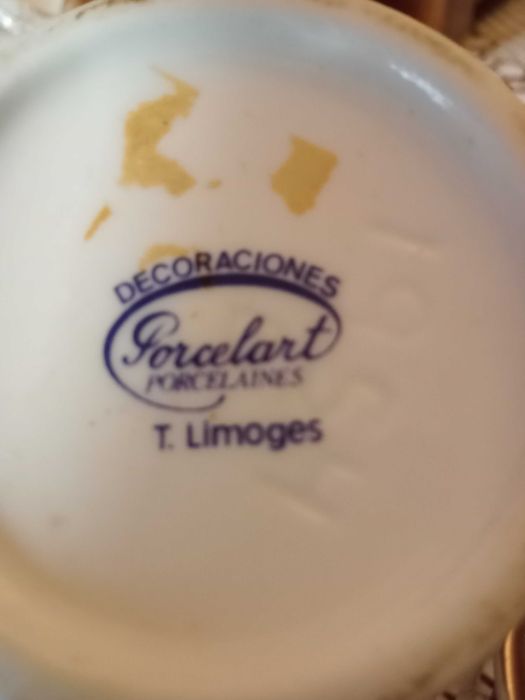 DECORACIONES
Porcelart
PORCELAINES
T. Limoges